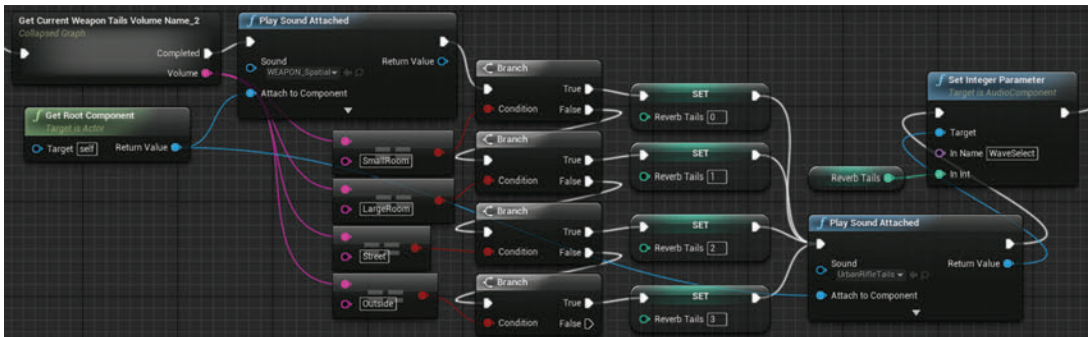 Get Current Weapon Tails Volume Name_2
Collapsed Graph
Completed
Volume
Get Root Component
Target is Actor
Target self
Return Value
f Play Sound Attached
Sound
WEAPON_Spatial
Return Value
Attach to Component
SmallRoom
LargeRoom
Street
Outside
Branch
True
Condition
False
Branch
True
Condition
False
Branch
True
Condition
False
Branch
True
Condition
False
SET
Reverb Tails 0
SET
Reverb Tails 1
SET
Reverb Tails 2
SET
Reverb Tails 3
Reverb Tails
f Play Sound Attached
Sound
UrbanRifleTails
Return Value
Attach to Component
f Set Integer Parameter
Target is AudioComponent
Target
In Name WaveSelect
In Int